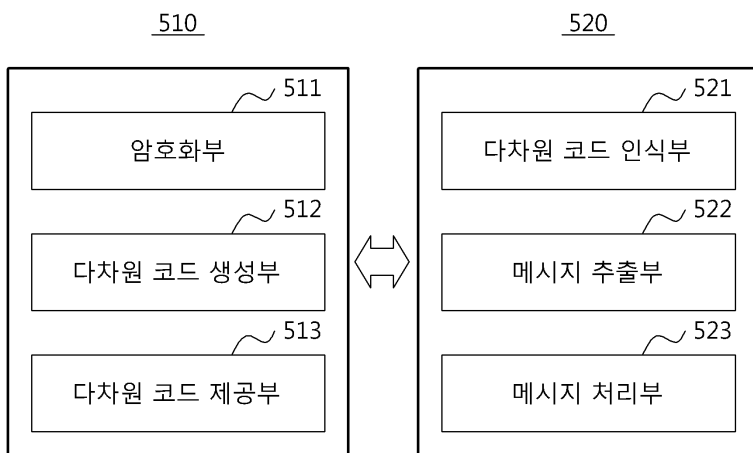 510
511
암호화부
512
다차원 코드 생성부
513
다차원 코드 제공부
520
521
다차원 코드 인식부
522
메시지 추출부
523
메시지 처리부